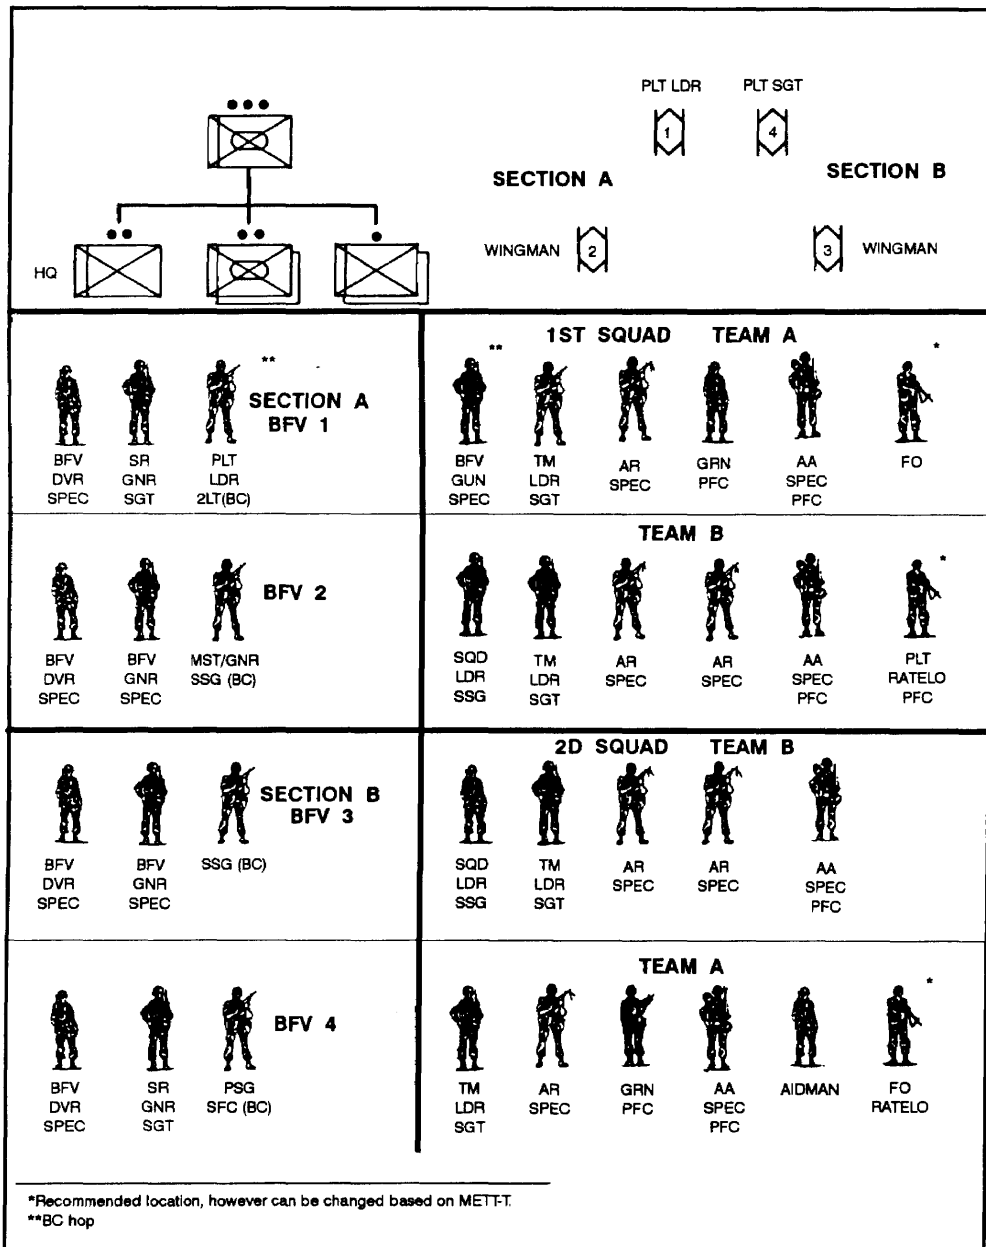 PLT LDR PLT SGT
1 4
SECTION A SECTION B
HQ WINGMAN 2 3 WINGMAN
1ST SQUAD TEAM A
** ** *
SECTION A
BFV 1
BFV SR PLT BFV TM AR GRN AA FO
DVR GNR LDR GUN LDR SPEC PFC SPEC
SPEC SGT 2LT(BC) SPEC SGT PFC
TEAM B
*
BFV 2
BFV BFV MST/GNR SQD TM AR AR AA PLT
DVR GNR SSG (BC) LDR LDR SPEC SPEC SPEC RATELO
SPEC SPEC SSG SGT PFC PFC
2D SQUAD TEAM B
SECTION B
BFV 3
BFV BFV SSG (BC) SQD TM AR AR AA
DVR GNR LDR LDR SPEC SPEC SPEC
SPEC SPEC SSG SGT PFC
TEAM A
*
BFV 4
BFV SR PSG TM AR GRN AA AIDMAN FO
DVR GNR SFC (BC) LDR SPEC PFC SPEC RATELO
SPEC SGT SGT PFC
*Recommended location, however can be changed based on METT-T.
**BC hop